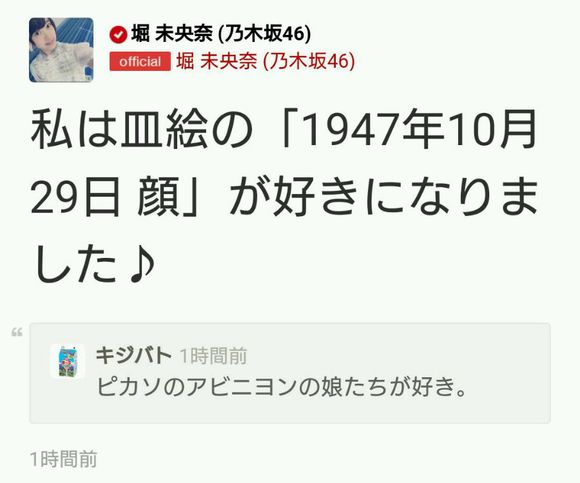 堀 未央奈 (乃木坂46)
official 堀 未央奈 (乃木坂46)
私は皿絵の「1947年10月
29日 顔」が好きになりま
した♪
キジバト 1時間前
ピカソのアビニヨンの娘たちが好き。
1時間前